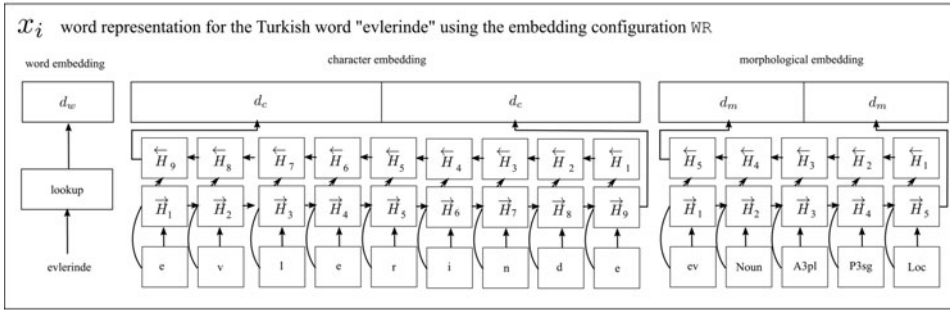 x_i word representation for the Turkish word "evlerinde" using the embedding configuration WR
word embedding character embedding morphological embedding
d_w d_c d_c d_m d_m
←H_9 ←H_8 ←H_7 ←H_6 ←H_5 ←H_4 ←H_3 ←H_2 ←H_1 ←H_5 ←H_4 ←H_3 ←H_2 ←H_1
lookup →H_1 →H_2 →H_3 →H_4 →H_5 →H_6 →H_7 →H_8 →H_9 →H_1 →H_2 →H_3 →H_4 →H_5
evlerinde e v l e r i n d e ev Noun A3pl P3sg Loc